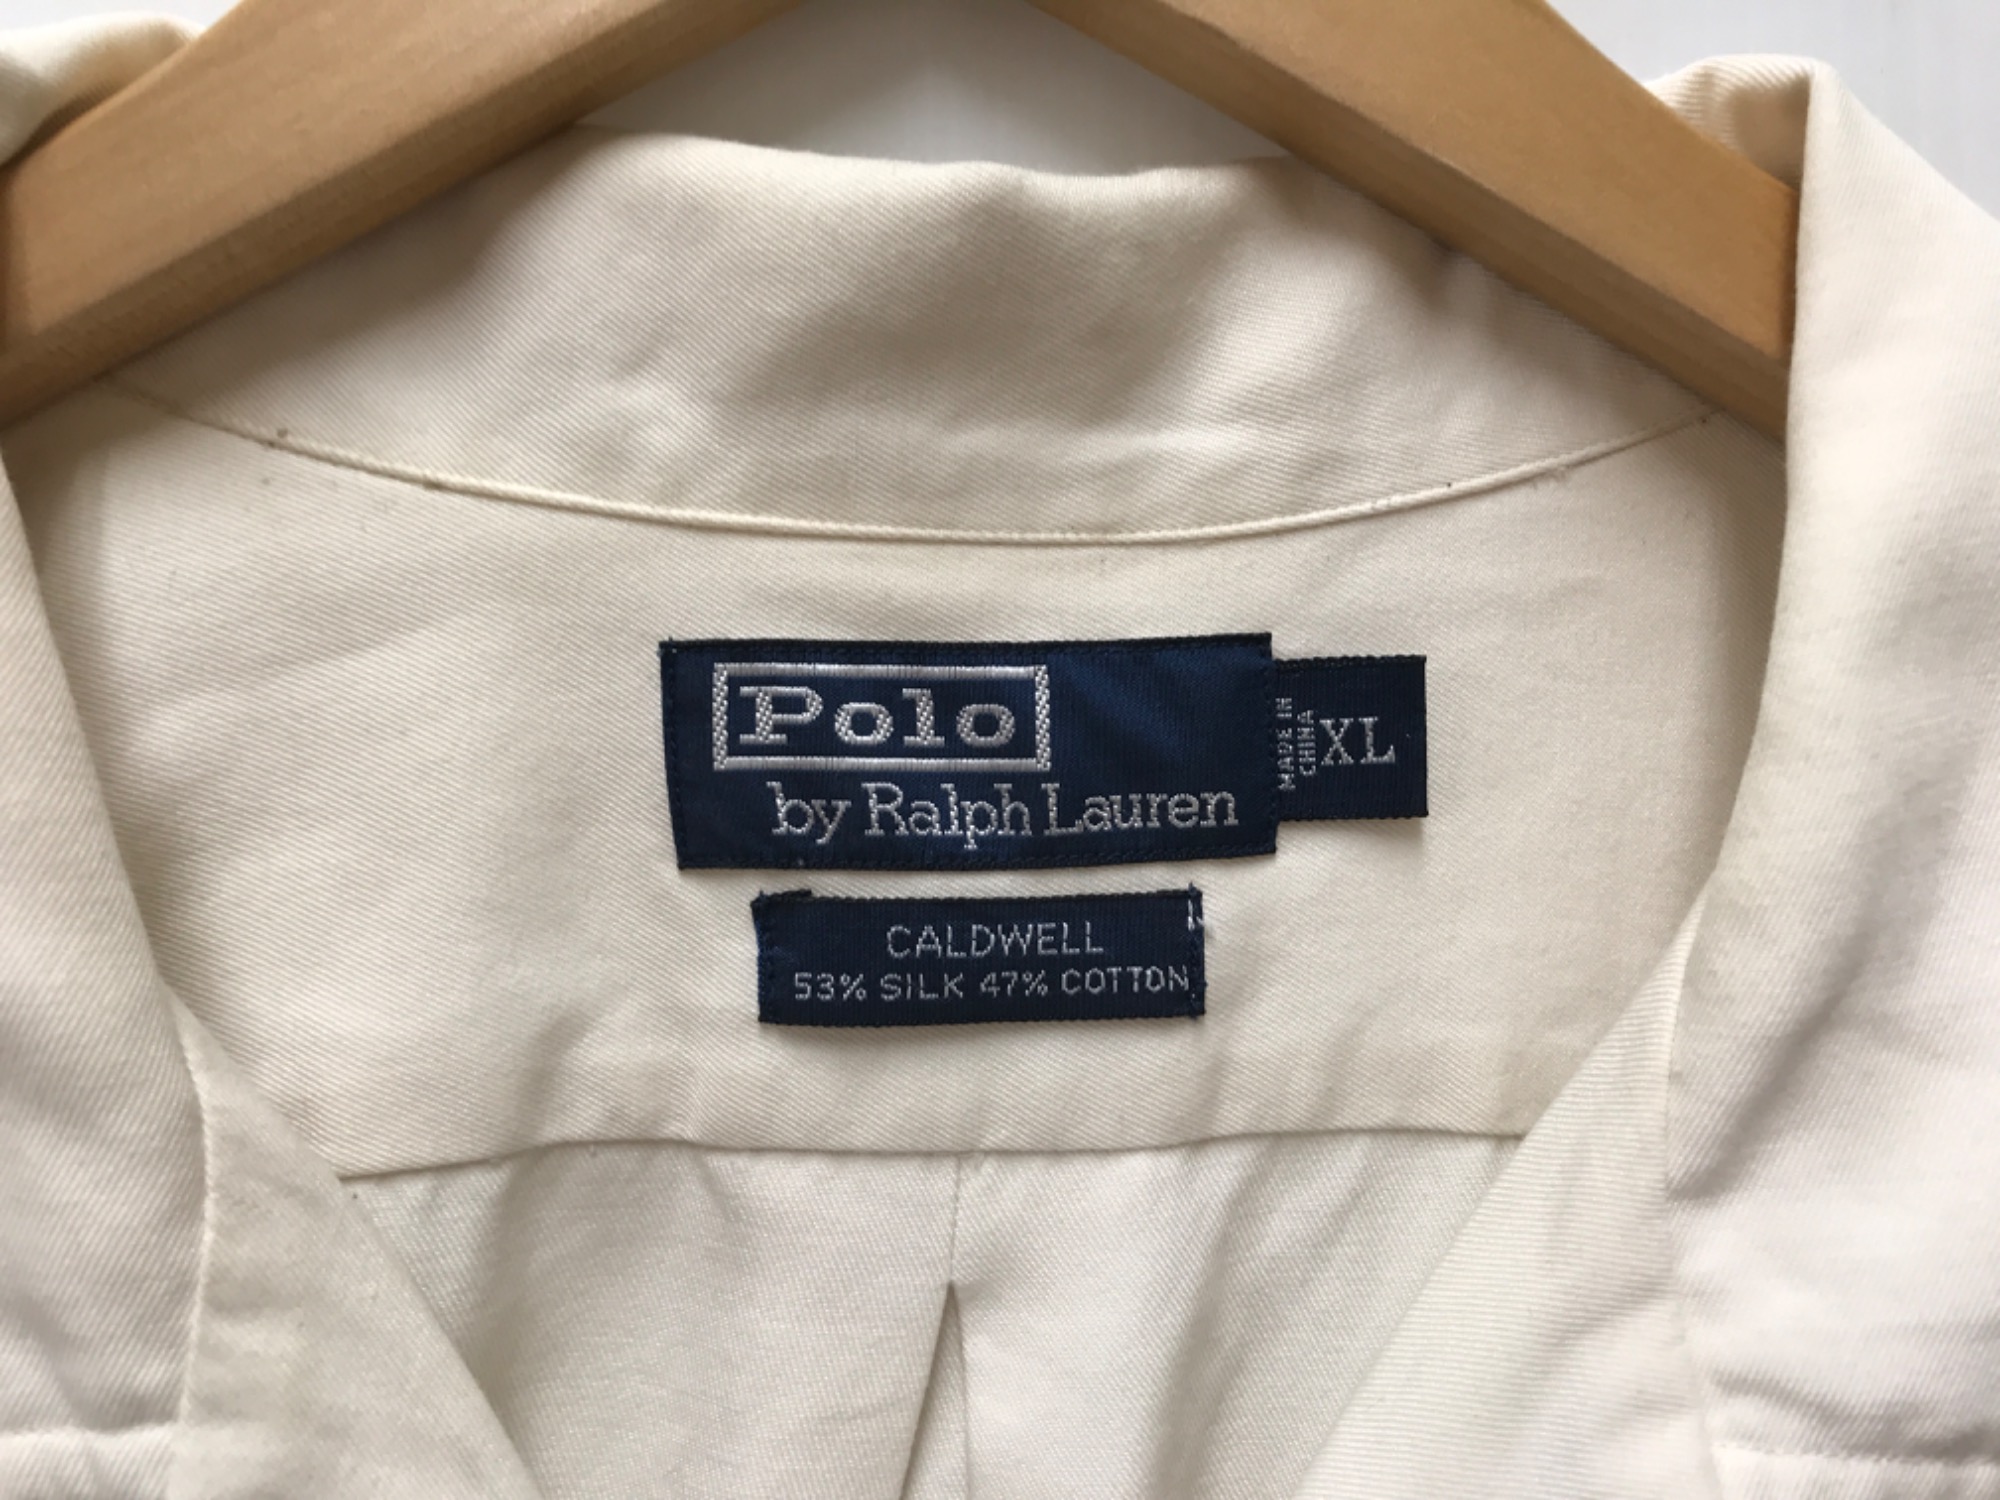 Polo
by Ralph Lauren
MADE IN
CHINA
XL
CALDWELL
53% SILK 47% COTTON